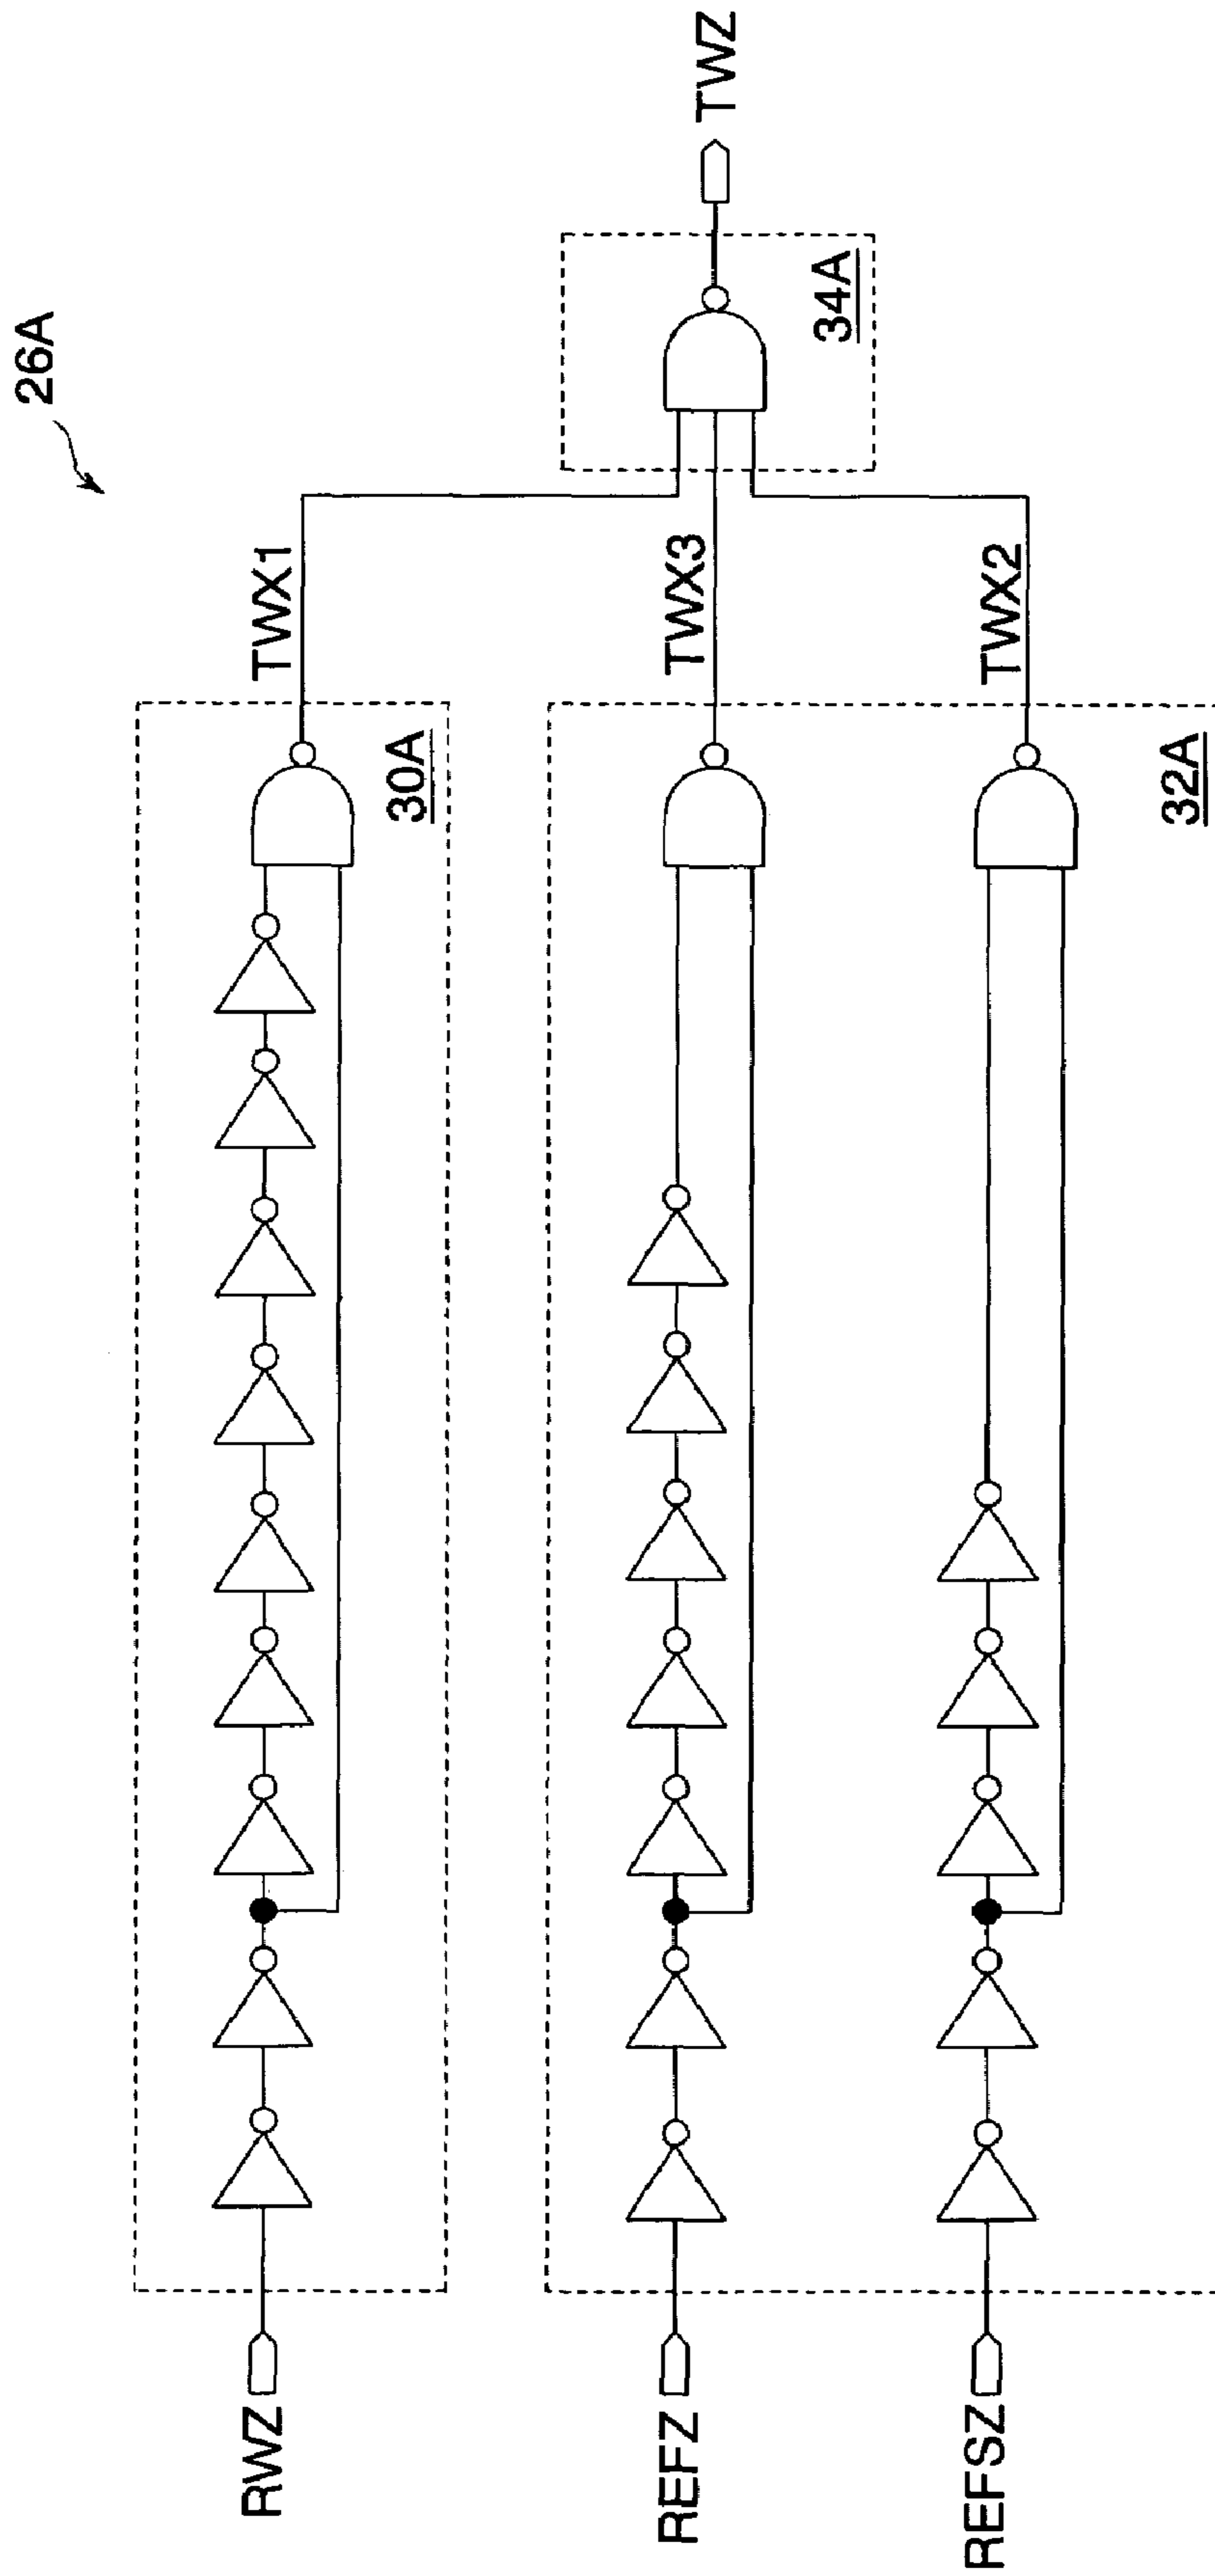 26A
RWZ
TWX1
30A
REFZ
TWX3
34A
TWZ
REFSZ
TWX2
32A